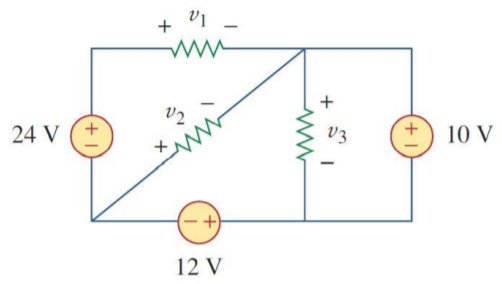 + v1 −
v2 −
+
24 V + −
+
v3
−
+ − 10 V
− +
12 V